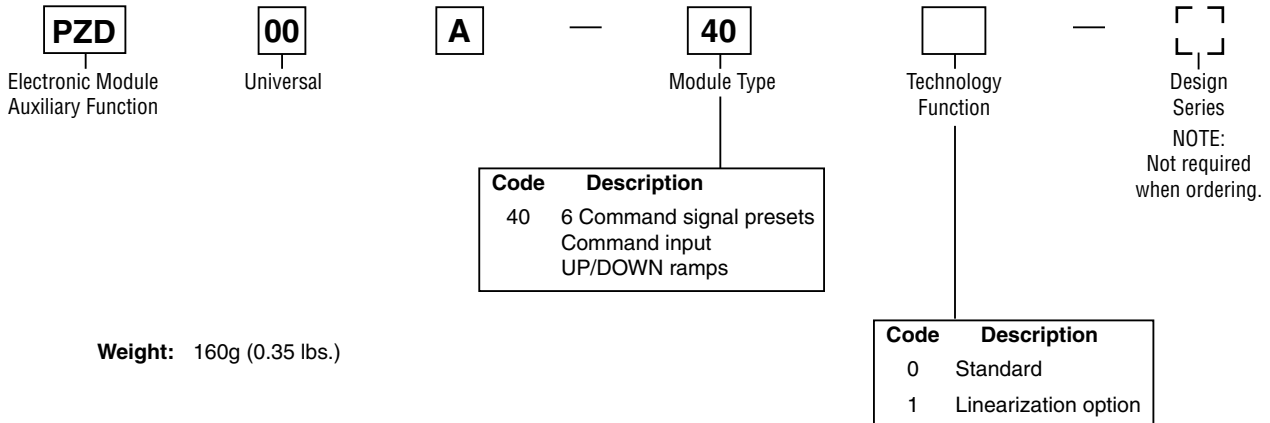 PZD 00 A — 40 —
Electronic Module
Auxiliary Function
Universal
Module Type
Technology
Function
Design
Series
NOTE:
Not required
when ordering.
Code Description
40 6 Command signal presets
Command input
UP/DOWN ramps
Weight: 160g (0.35 lbs.)
Code Description
0 Standard
1 Linearization option